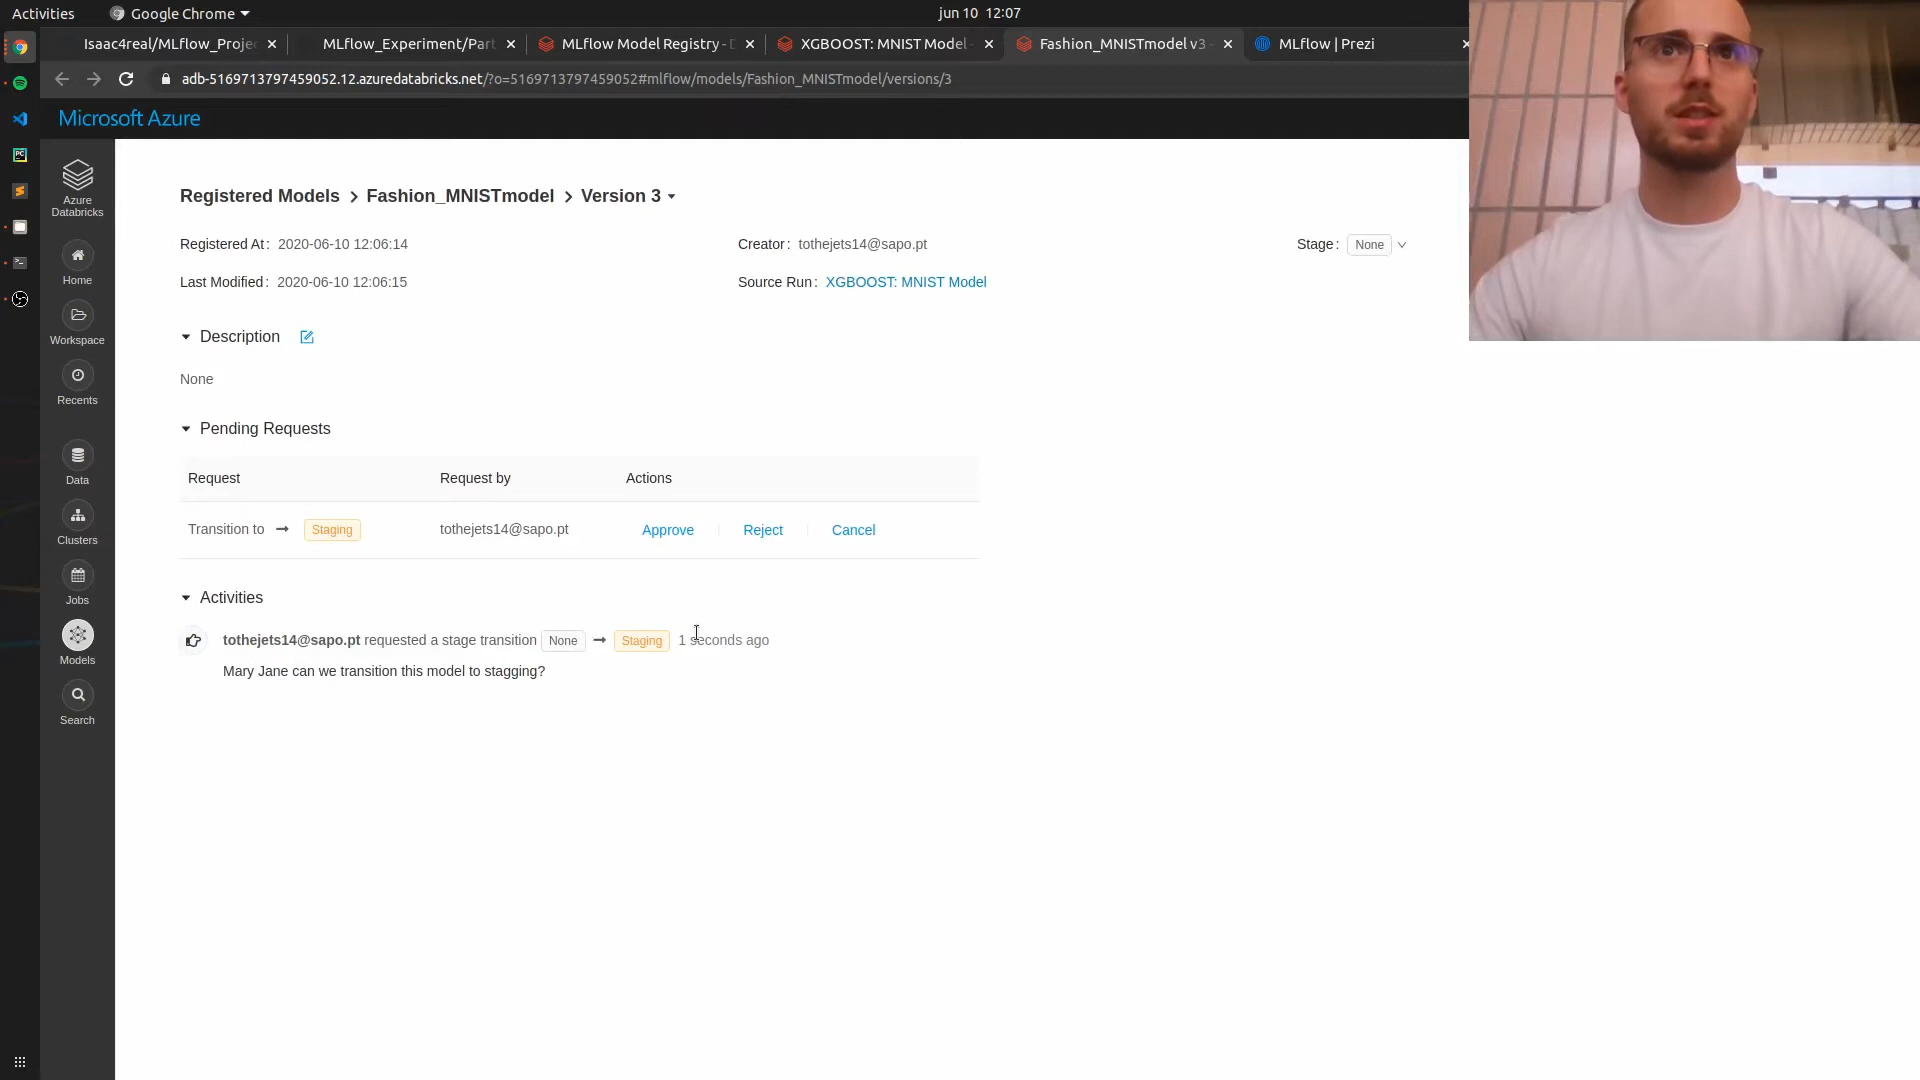 Activities Google Chrome jun 10 12:07
Isaac4real/MLflow_Proje MLflow_Experiment/Part MLflow Model Registry - D XGBOOST: MNIST Model - Fashion_MNISTmodel v3 - MLflow | Prezi
adb-5169713797459052.12.azuredatabricks.net/?o=5169713797459052#mlflow/models/Fashion_MNISTmodel/versions/3
Microsoft Azure
Azure
Databricks
Home
Workspace
Recents
Data
Clusters
Jobs
Models
Search
Registered Models > Fashion_MNISTmodel > Version 3
Registered At: 2020-06-10 12:06:14 Creator: tothejets14@sapo.pt Stage: None
Last Modified: 2020-06-10 12:06:15 Source Run: XGBOOST: MNIST Model
Description
None
Pending Requests
Request Request by Actions
Transition to → Staging tothejets14@sapo.pt Approve Reject Cancel
Activities
tothejets14@sapo.pt requested a stage transition None → Staging 1 seconds ago
Mary Jane can we transition this model to stagging?